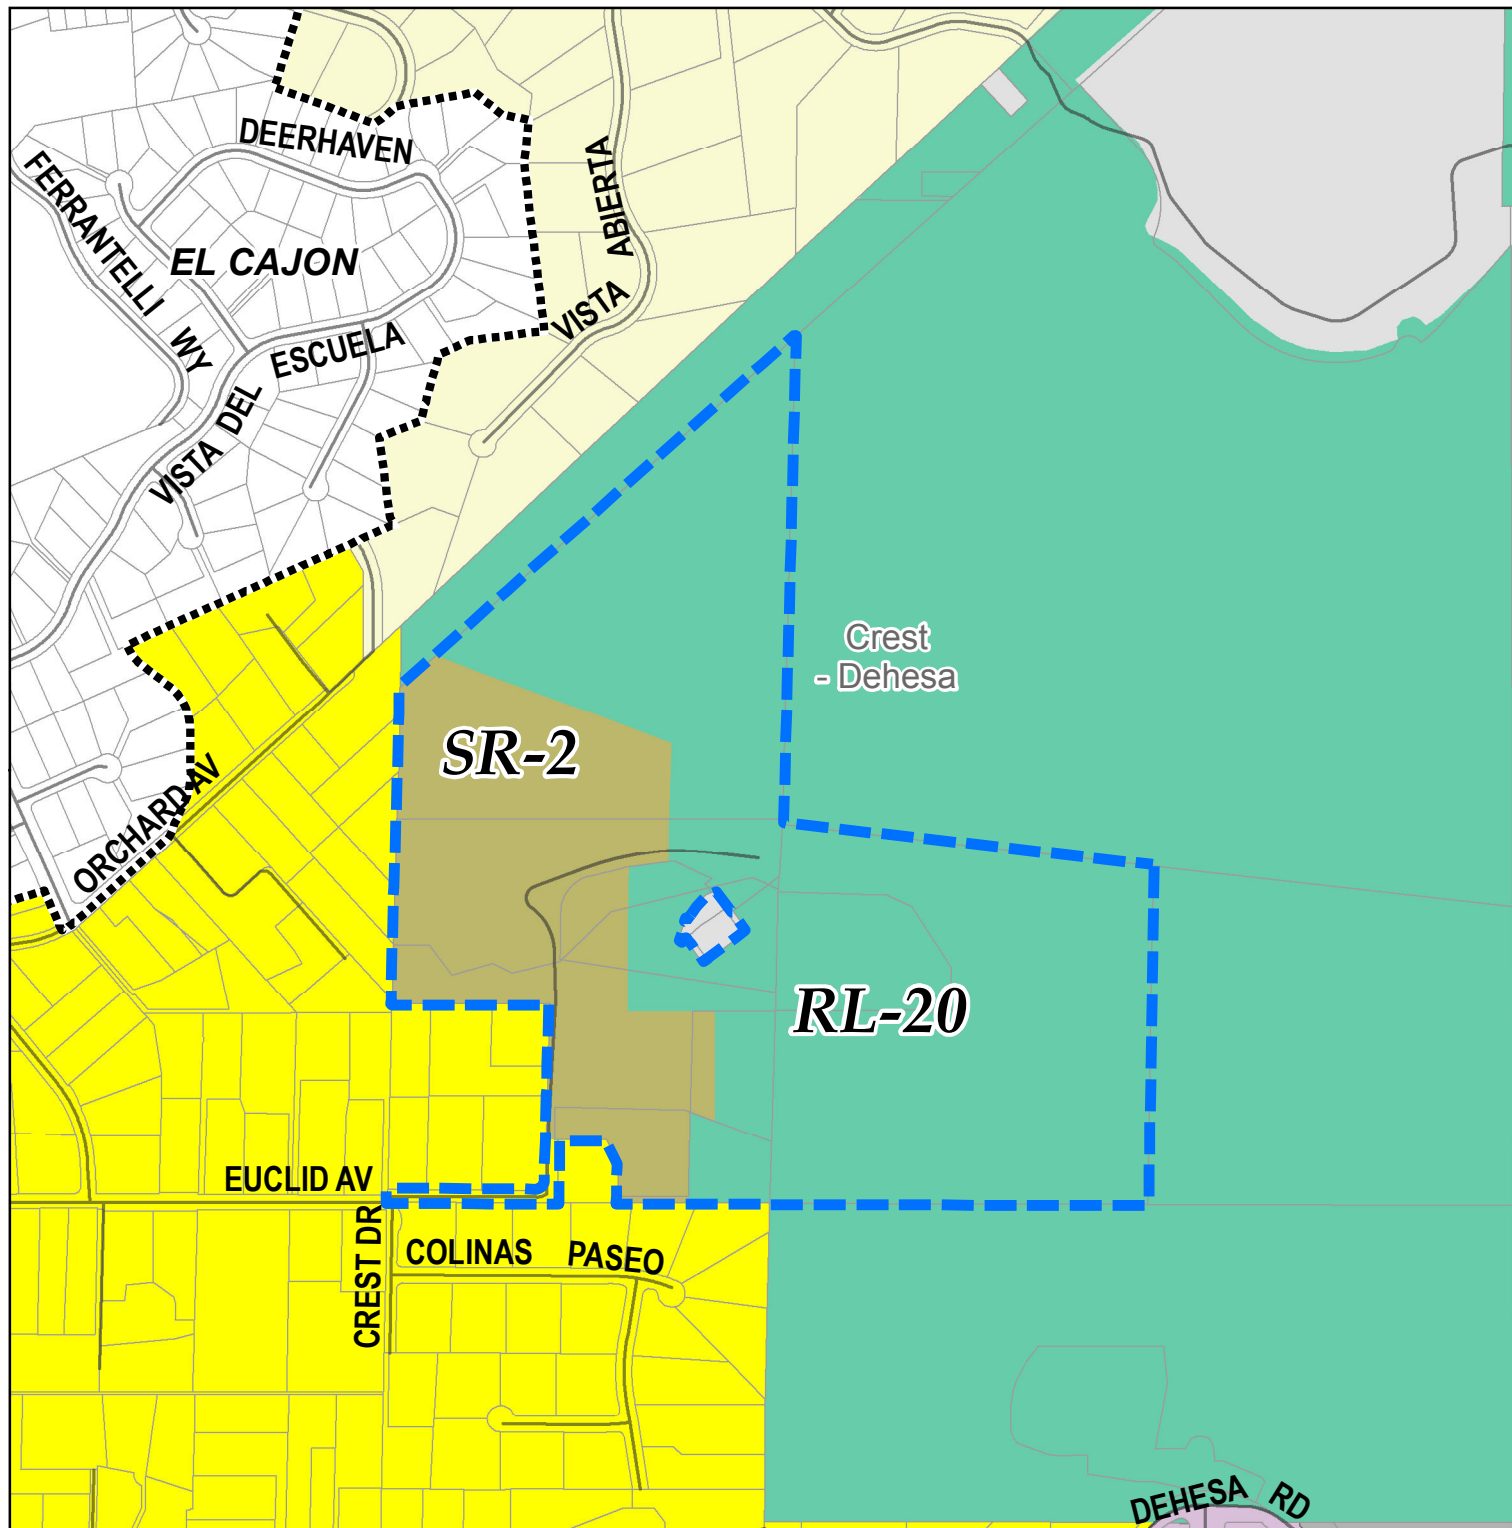 DEERHAVEN
FERRANTELLI WY
EL CAJON
VISTA ABIERTA
VISTA DEL ESCUELA
Crest
- Dehesa
SR-2
ORCHARD AV
RL-20
EUCLID AV
CREST DR
COLINAS PASEO
DEHESA RD